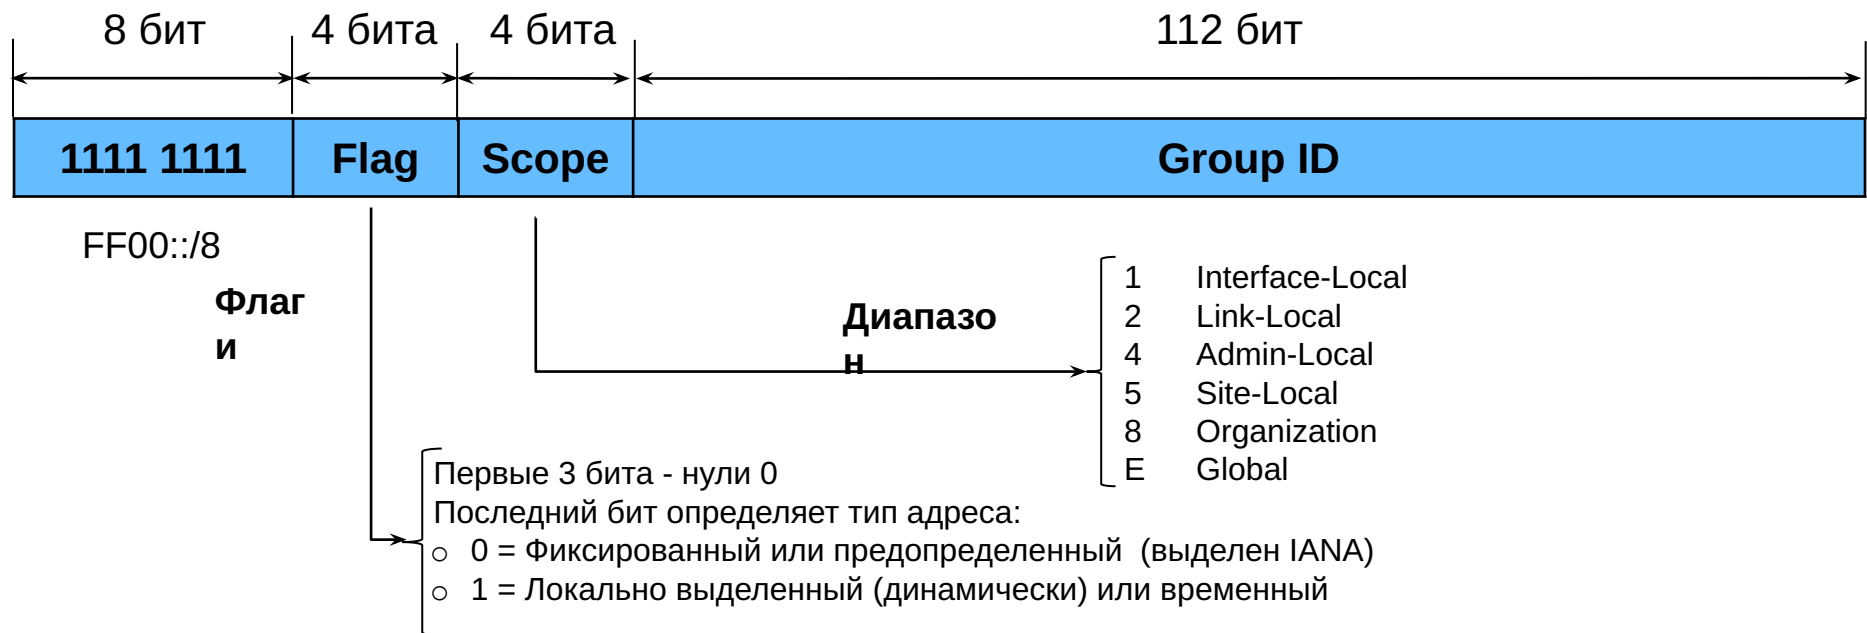 8 бит 4 бита 4 бита 112 бит
1111 1111 Flag Scope Group ID
FF00::/8
Флаг
и
Диапазо
н
1 Interface-Local
2 Link-Local
4 Admin-Local
5 Site-Local
8 Organization
E Global
Первые 3 бита - нули 0
Последний бит определяет тип адреса:
○ 0 = Фиксированный или предопределенный (выделен IANA)
○ 1 = Локально выделенный (динамически) или временный